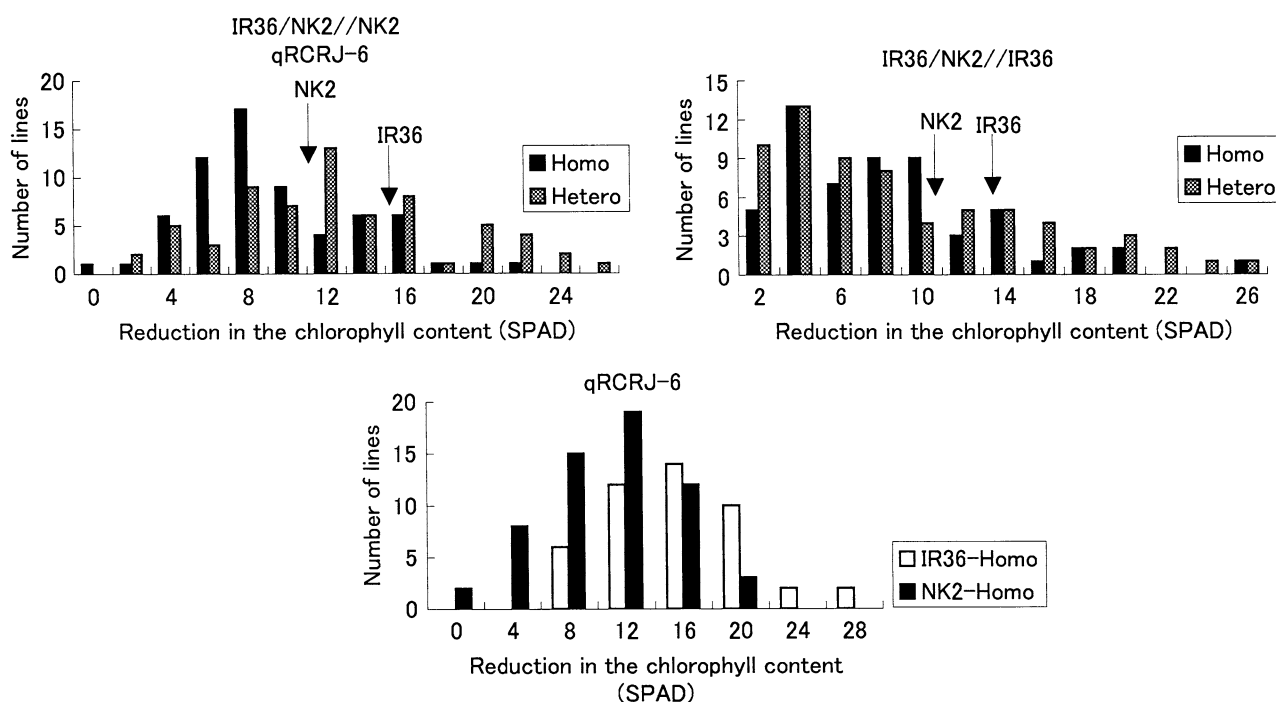 IR36/NK2//NK2
qRCRJ-6
20
15
10
5
0
Number of lines
NK2
IR36
Homo
Hetero
0 4 8 12 16 20 24
Reduction in the chlorophyll content (SPAD)
IR36/NK2//IR36
15
12
9
6
3
0
Number of lines
NK2 IR36
Homo
Hetero
2 6 10 14 18 22 26
Reduction in the chlorophyll content (SPAD)
qRCRJ-6
20
15
10
5
0
Number of lines
IR36-Homo
NK2-Homo
0 4 8 12 16 20 24 28
Reduction in the chlorophyll content
(SPAD)